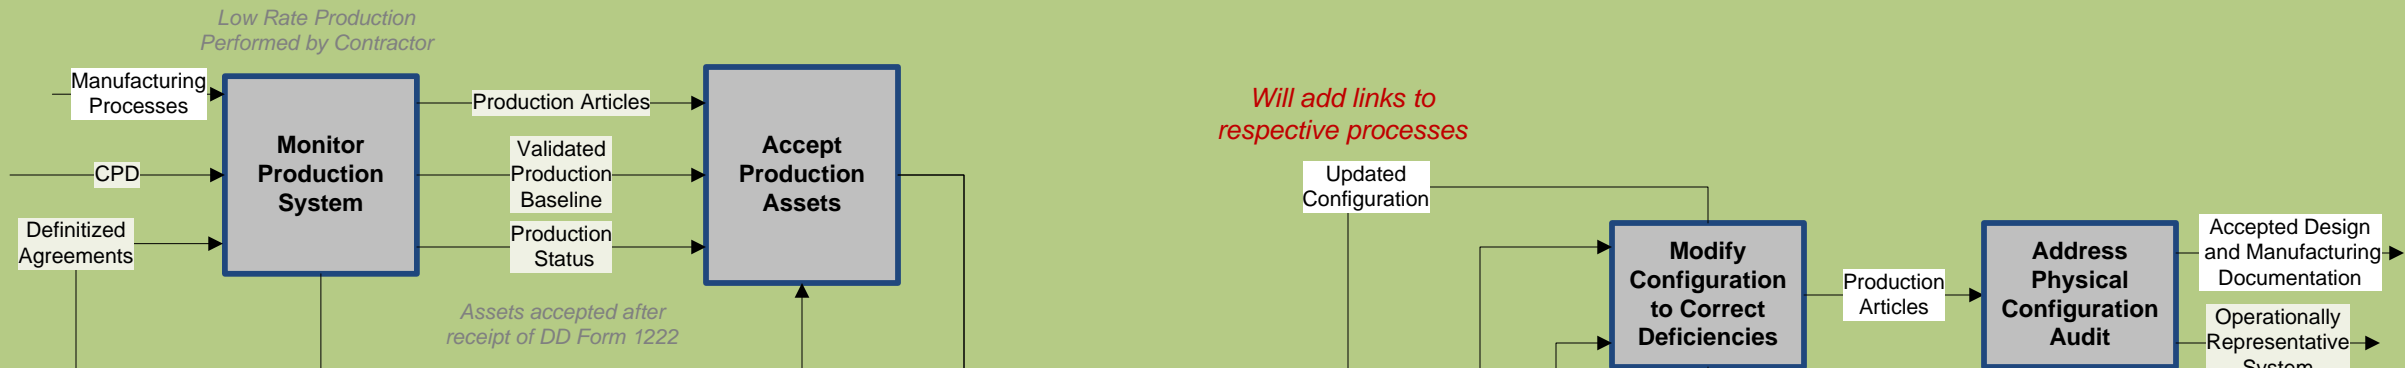 Low Rate Production
Performed by Contractor
Manufacturing
Processes
CPD
Definitized
Agreements
Monitor
Production
System
Production Articles
Validated
Production
Baseline
Production
Status
Accept
Production
Assets
Assets accepted after
receipt of DD Form 1222
Will add links to
respective processes
Updated
Configuration
Modify
Configuration
to Correct
Deficiencies
Production
Articles
Address
Physical
Configuration
Audit
Accepted Design
and Manufacturing
Documentation
Operationally
Representative
System